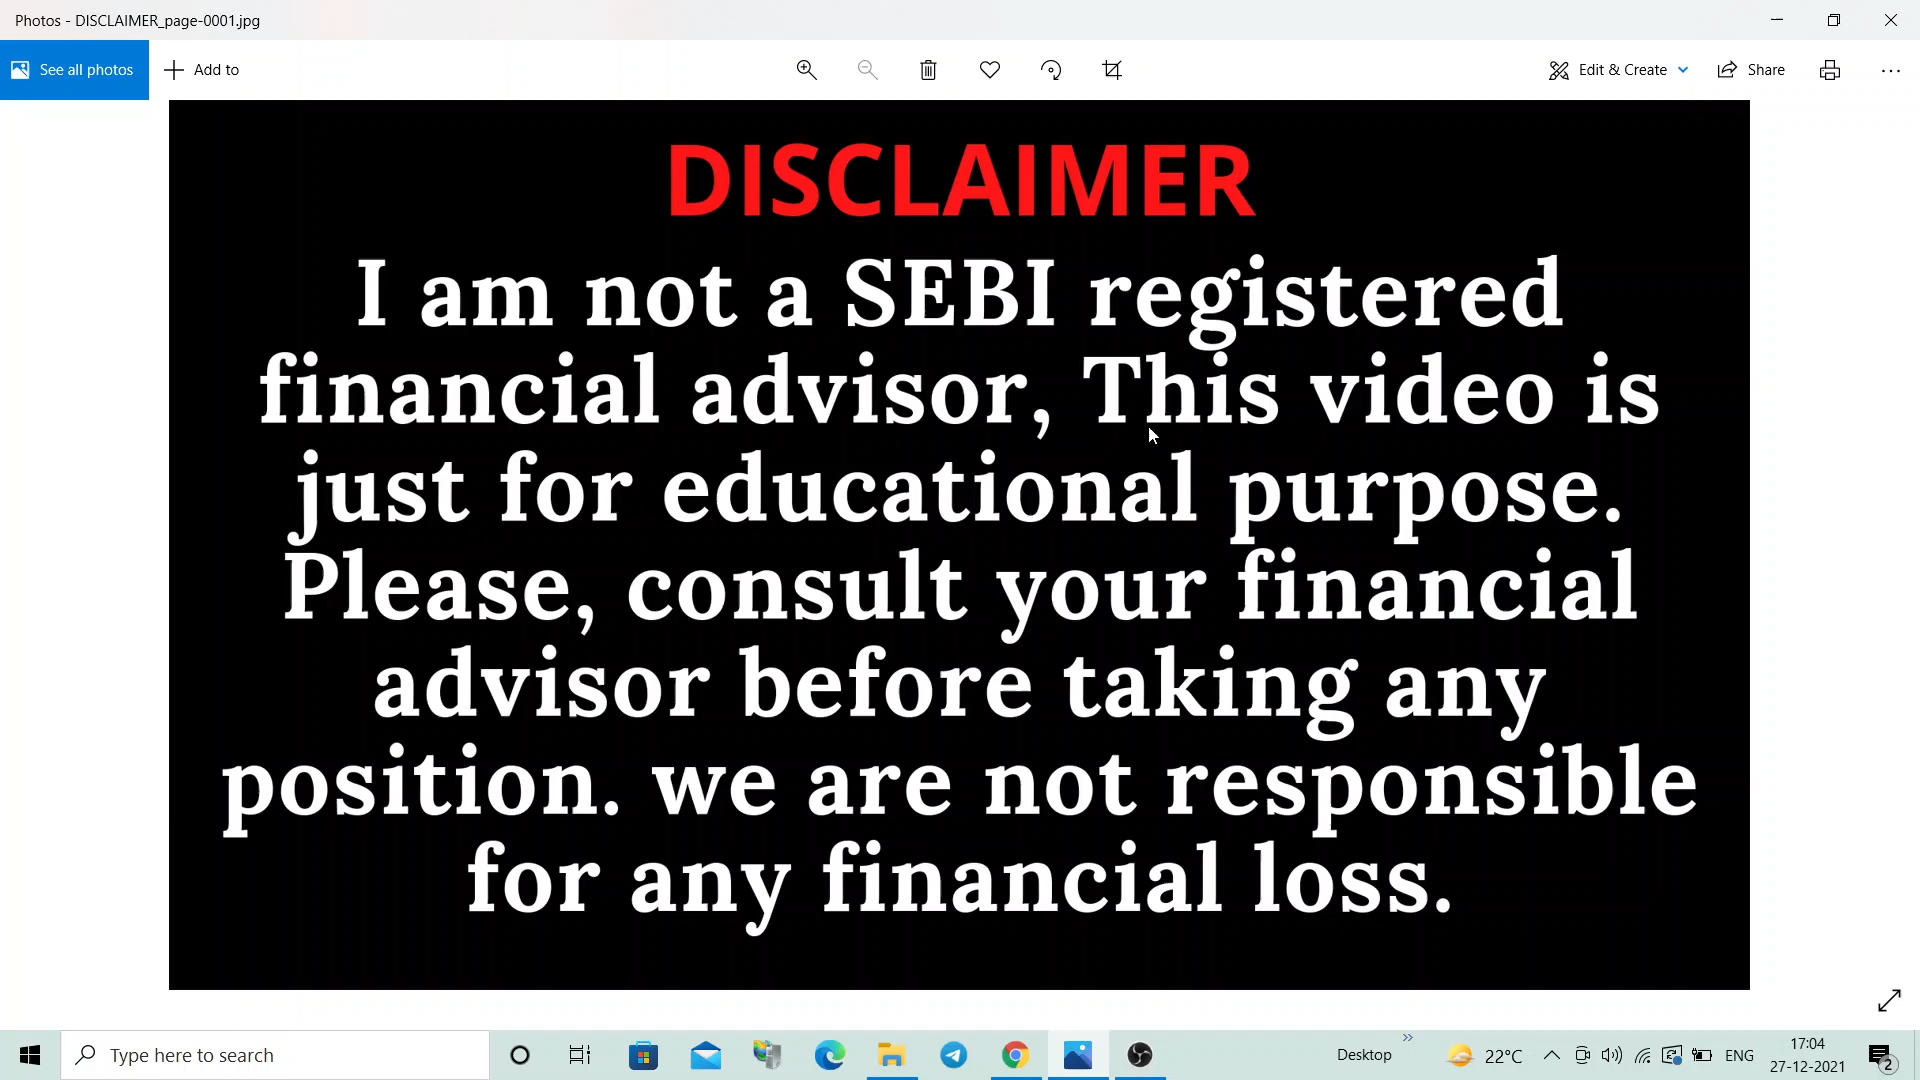 Photos - DISCLAIMER_page-0001.jpg
See all photos
Add to
Edit & Create
Share
DISCLAIMER
I am not a SEBI registered
financial advisor, This video is
just for educational purpose.
Please, consult your financial
advisor before taking any
position. we are not responsible
for any financial loss.
Type here to search
Desktop
22°C
ENG
17:04
27-12-2021
2